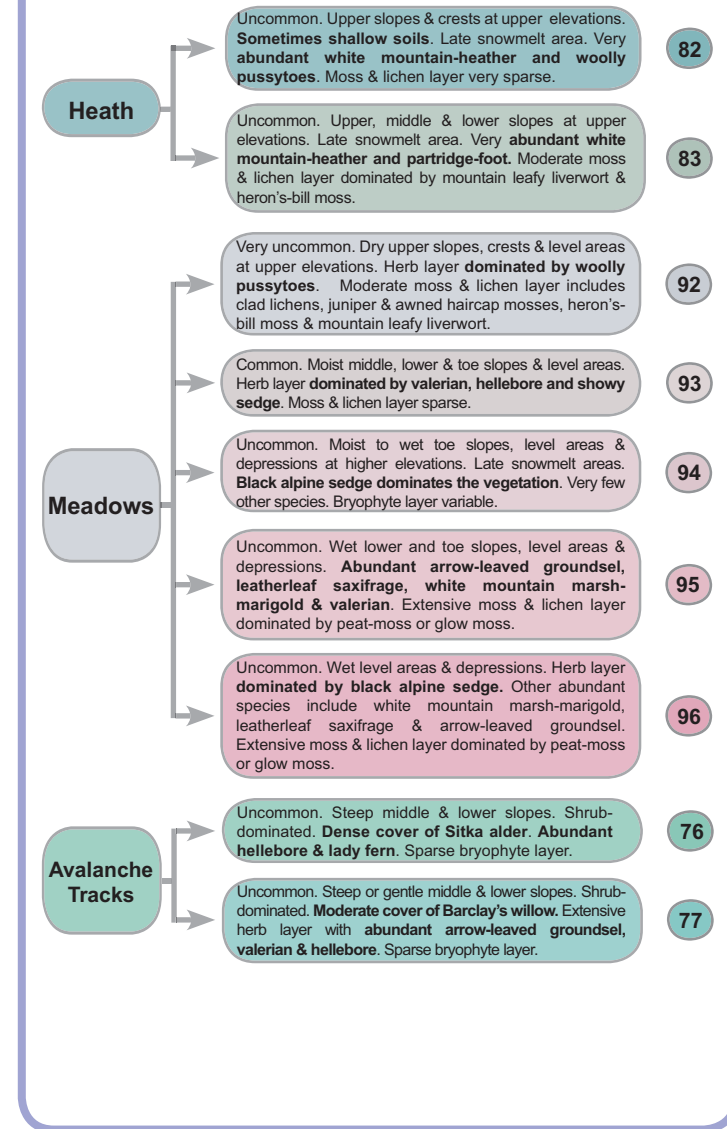 Heath
Uncommon. Upper slopes & crests at upper elevations.
Sometimes shallow soils. Late snowmelt area. Very
abundant white mountain-heather and woolly
pussytoes. Moss & lichen layer very sparse.
82
Uncommon. Upper, middle & lower slopes at upper
elevations. Late snowmelt area. Very abundant white
mountain-heather and partridge-foot. Moderate moss
& lichen layer dominated by mountain leafy liverwort &
heron's-bill moss.
83
Meadows
Very uncommon. Dry upper slopes, crests & level areas
at upper elevations. Herb layer dominated by woolly
pussytoes. Moderate moss & lichen layer includes
clad lichens, juniper & awned haircap mosses, heron's-
bill moss & mountain leafy liverwort.
92
Common. Moist middle, lower & toe slopes & level areas.
Herb layer dominated by valerian, hellebore and showy
sedge. Moss & lichen layer sparse.
93
Uncommon. Moist to wet toe slopes, level areas &
depressions at higher elevations. Late snowmelt areas.
Black alpine sedge dominates the vegetation. Very few
other species. Bryophyte layer variable.
94
Uncommon. Wet lower and toe slopes, level areas &
depressions. Abundant arrow-leaved groundsel,
leatherleaf saxifrage, white mountain marsh-
marigold & valerian. Extensive moss & lichen layer
dominated by peat-moss or glow moss.
95
Uncommon. Wet level areas & depressions. Herb layer
dominated by black alpine sedge. Other abundant
species include white mountain marsh-marigold,
leatherleaf saxifrage & arrow-leaved groundsel.
Extensive moss & lichen layer dominated by peat-moss
or glow moss.
96
Avalanche
Tracks
Uncommon. Steep middle & lower slopes. Shrub-
dominated. Dense cover of Sitka alder. Abundant
hellebore & lady fern. Sparse bryophyte layer.
76
Uncommon. Steep or gentle middle & lower slopes. Shrub-
dominated. Moderate cover of Barclay's willow. Extensive
herb layer with abundant arrow-leaved groundsel,
valerian & hellebore. Sparse bryophyte layer.
77